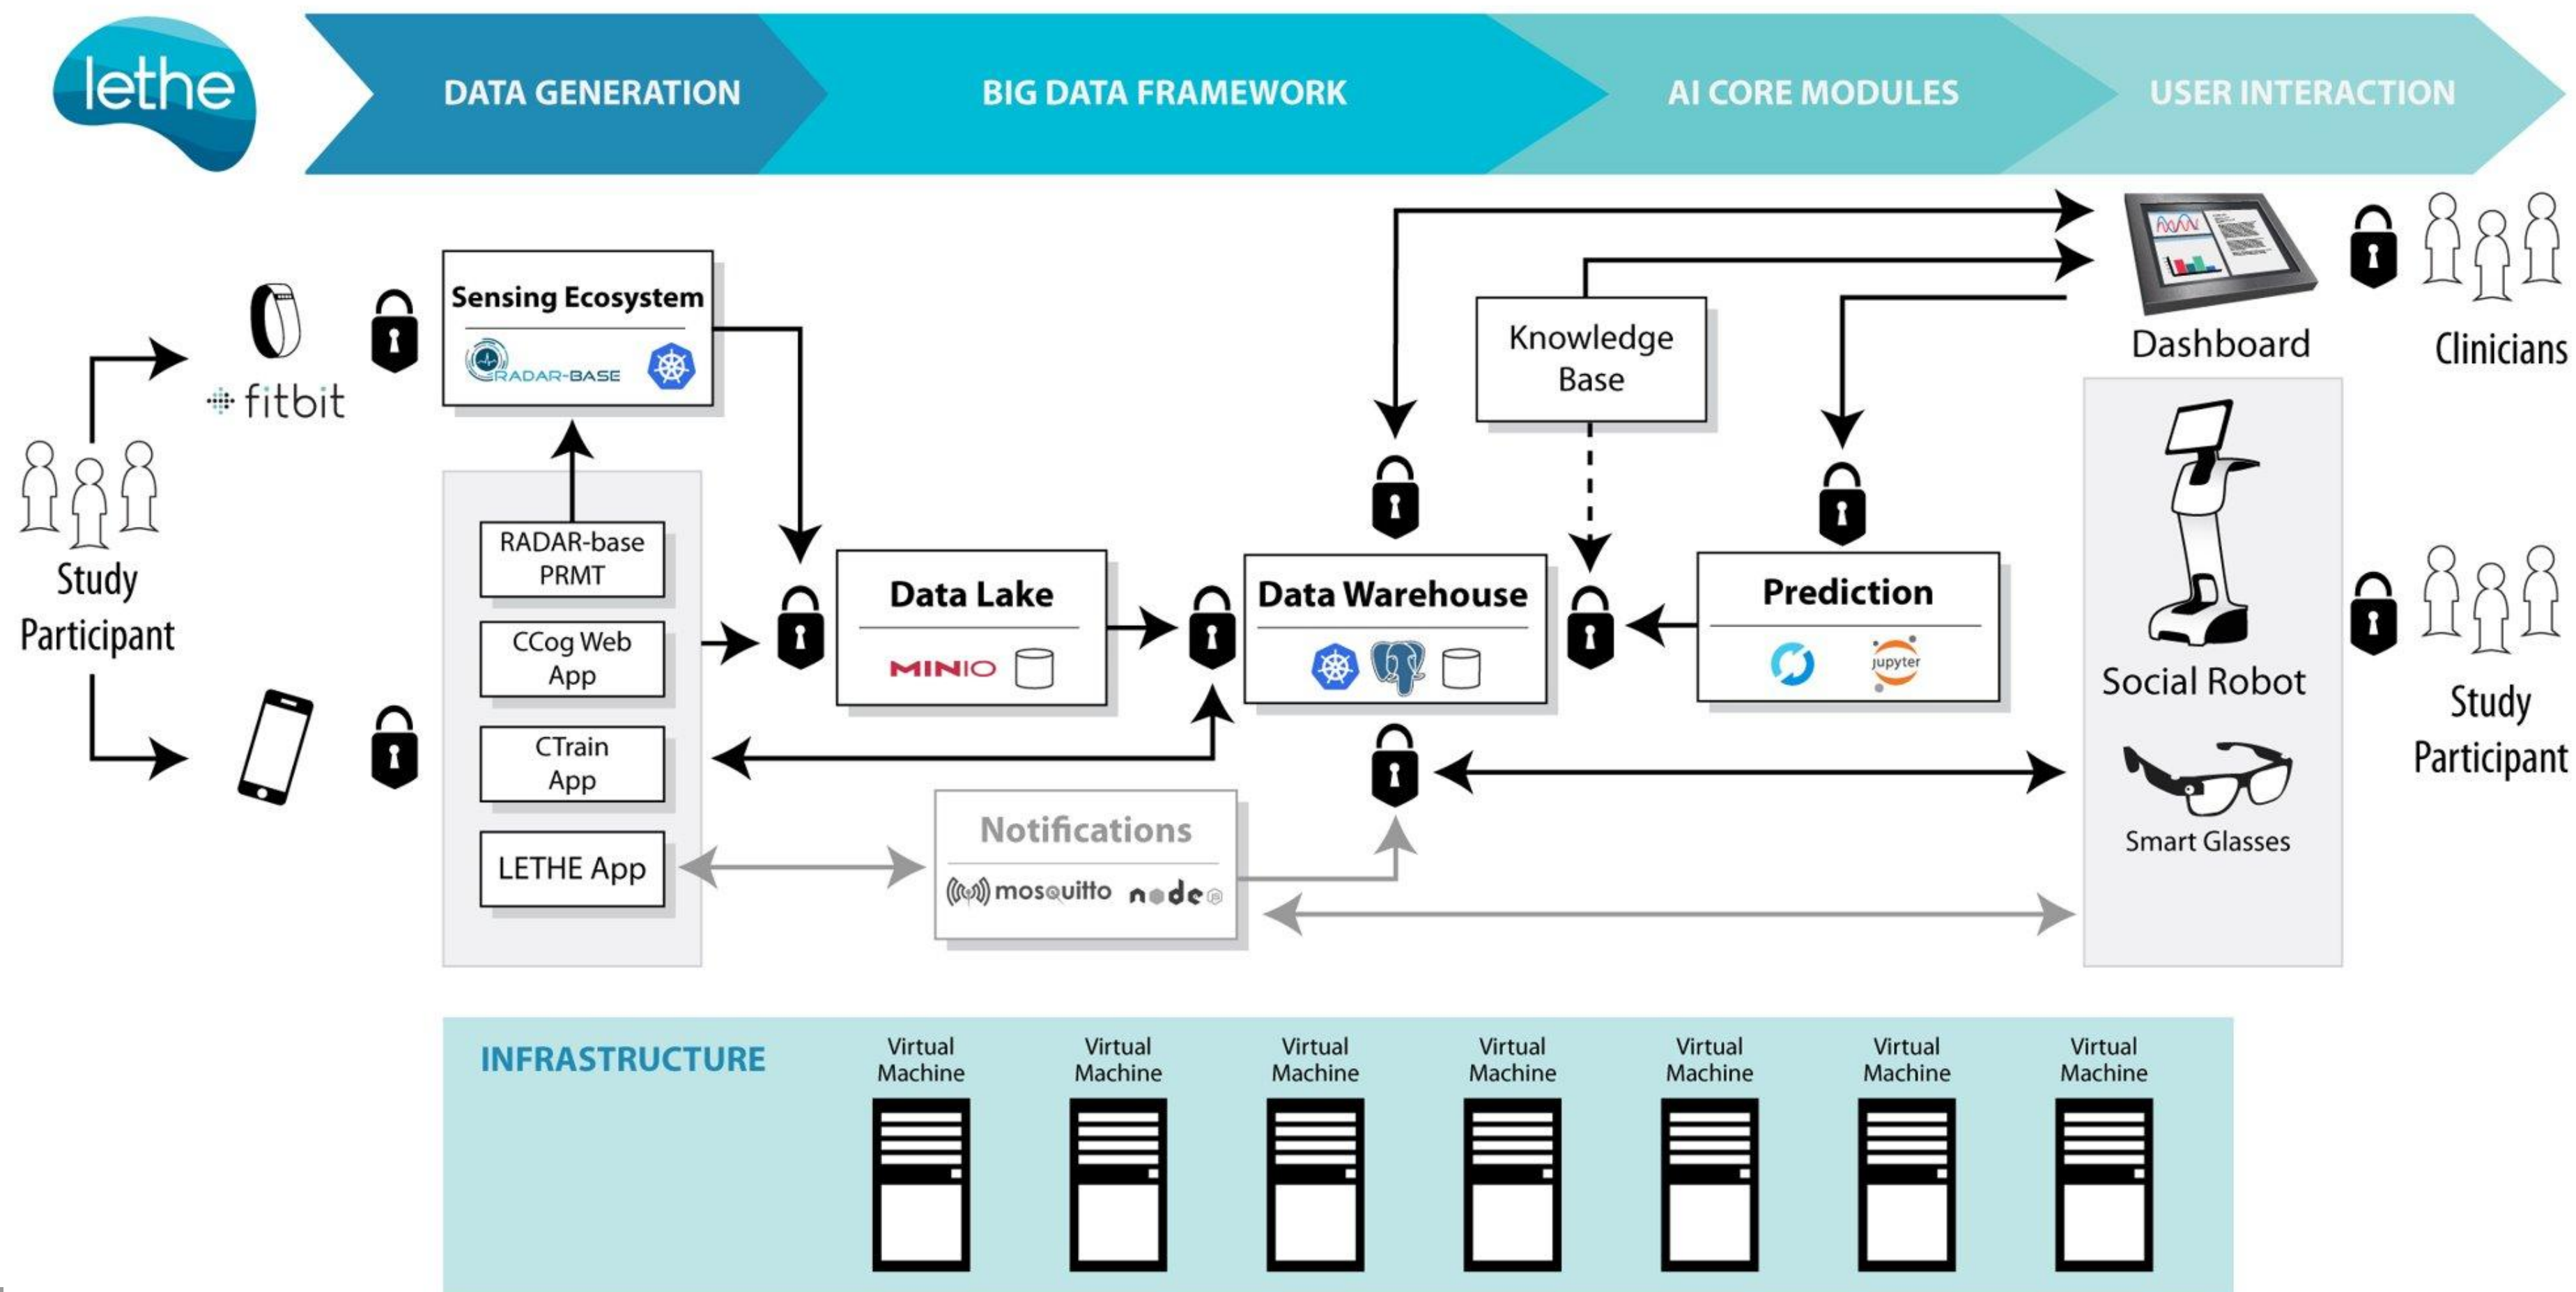 lethe
DATA GENERATION
BIG DATA FRAMEWORK
AI CORE MODULES
USER INTERACTION
Sensing Ecosystem
RADAR-BASE
fitbit
Study
Participant
RADAR-base
PRMT
CCog Web
App
CTrain
App
LETHE App
Data Lake
MINIO
Data Warehouse
Knowledge
Base
Prediction
jupyter
Notifications
mosquitto
node
JS
Dashboard
Clinicians
Social Robot
Smart Glasses
Study
Participant
INFRASTRUCTURE
Virtual
Machine
Virtual
Machine
Virtual
Machine
Virtual
Machine
Virtual
Machine
Virtual
Machine
Virtual
Machine